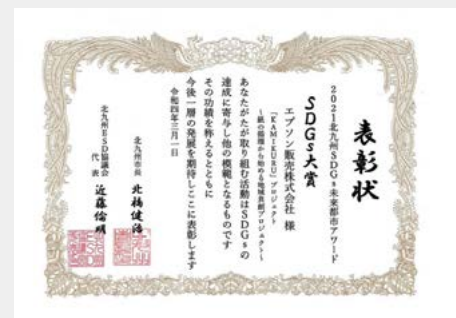 表彰状
2021北九州SDGs未来都市アワード
SDGs大賞
エプソン販売株式会社 様
「KAMIKURU」プロジェクト
～紙の循環から始める地域共創プロジェクト～
あなたがたが取り組む活動はSDGsの
達成に寄与し他の模範となるものです
その功績を称えるとともに
今後一層の発展を期待しここに表彰します
令和四年三月一日
北九州市長 北橋健治
北九州ESD協議会
代表 近藤倫明